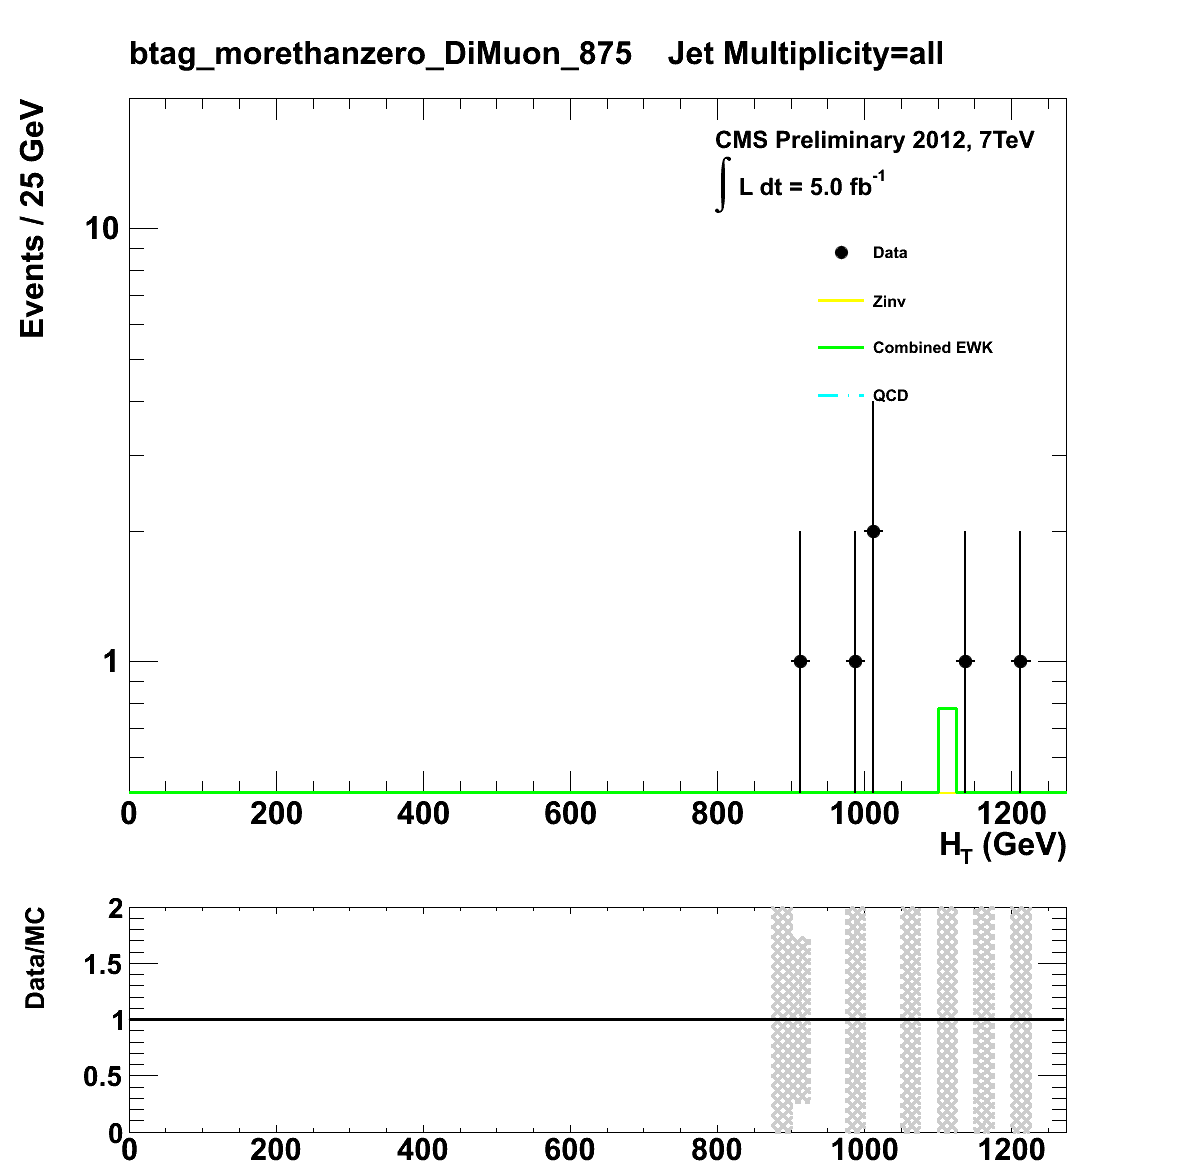 btag_morethanzero_DiMuon_875 Jet Multiplicity=all
Events / 25 GeV
CMS Preliminary 2012, 7TeV
∫ L dt = 5.0 fb⁻¹
Data
Zinv
Combined EWK
QCD
10
1
0 200 400 600 800 1000 1200
H_T (GeV)
Data/MC
2
1.5
1
0.5
0
0 200 400 600 800 1000 1200